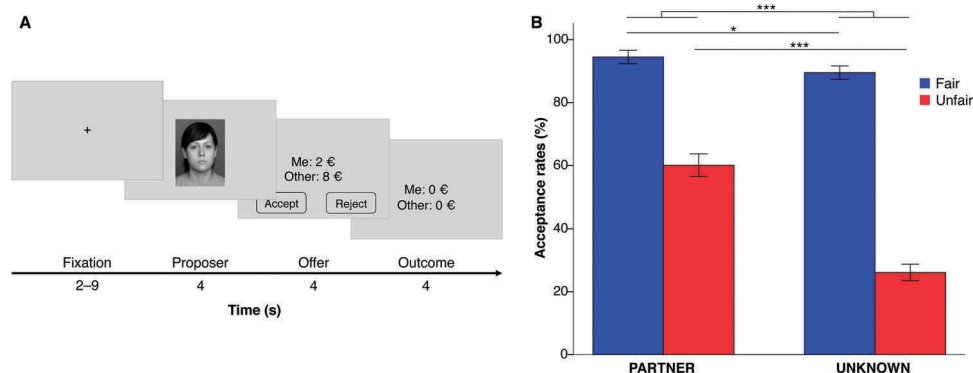 A
+
Me: 2 €
Other: 8 €
Accept Reject
Me: 0 €
Other: 0 €
Fixation Proposer Offer Outcome
2–9 4 4 4
Time (s)
B
***
*
***
Fair
Unfair
Acceptance rates (%)
100
80
60
40
20
0
PARTNER UNKNOWN